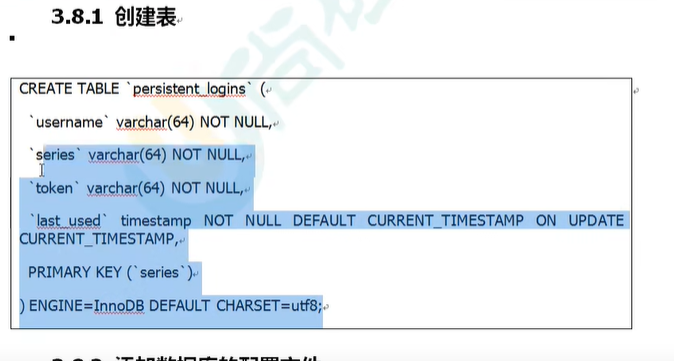 3.8.1 创建表
CREATE TABLE `persistent_logins` (
`username` varchar(64) NOT NULL,
`series` varchar(64) NOT NULL,
`token` varchar(64) NOT NULL,
`last_used` timestamp NOT NULL DEFAULT CURRENT_TIMESTAMP ON UPDATE
CURRENT_TIMESTAMP,
PRIMARY KEY (`series`)
) ENGINE=InnoDB DEFAULT CHARSET=utf8;